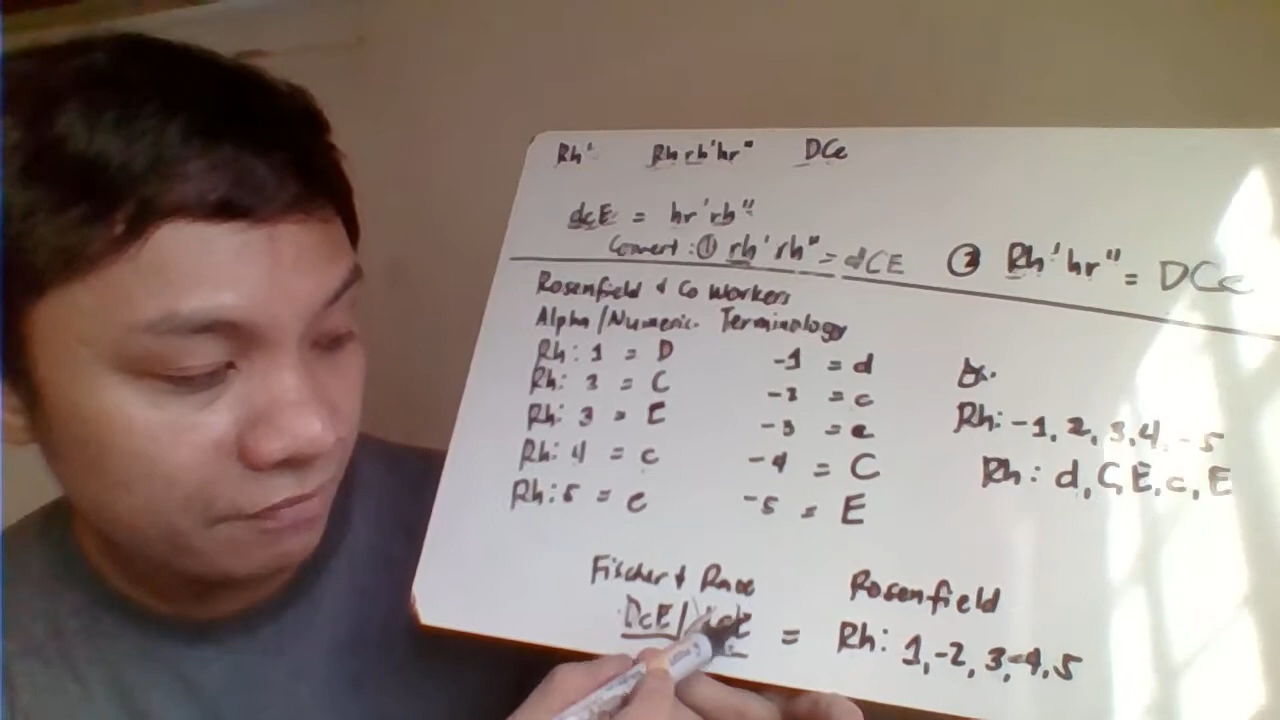 Rh' Rh rh'hr" DCe
dcE = hr'rh"
Convert: ① rh'rh" = dCE ② Rh'hr" = DCe
Rosenfield & Co Workers
Alpha/Numeric. Terminology
Rh: 1 = D -1 = d
Rh: 2 = C -2 = c
Rh: 3 = E -3 = e
Rh: 4 = c -4 = C
Rh: 5 = e -5 = E
Rh: -1, 2, 3, 4, -5
Rh: d, C, E, c, E
Fischer & Race Rosenfield
DcE/ = Rh: 1, -2, 3, -4, 5